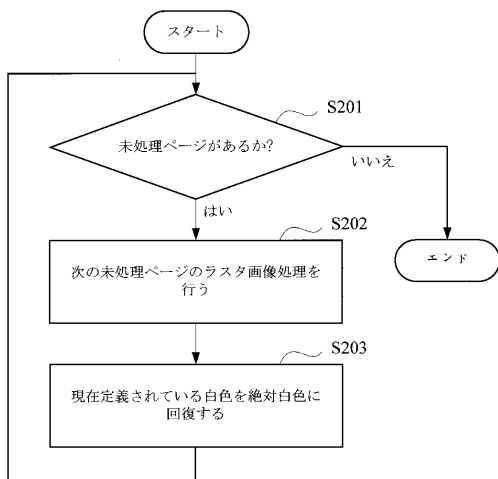 スタート
S201
未処理ページがあるか?
いいえ
はい
S202
エンド
次の未処理ページのラスタ画像処理を
行う
S203
現在定義されている白色を絶対白色に
回復する